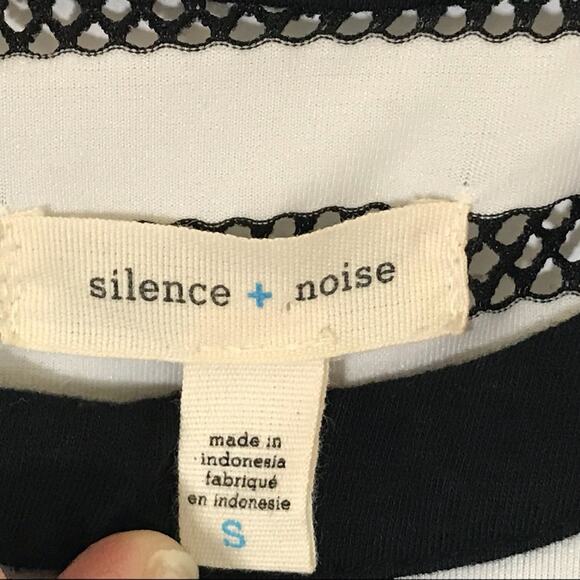 silence + noise
made in
indonesia
fabriqué
en indonesie
S